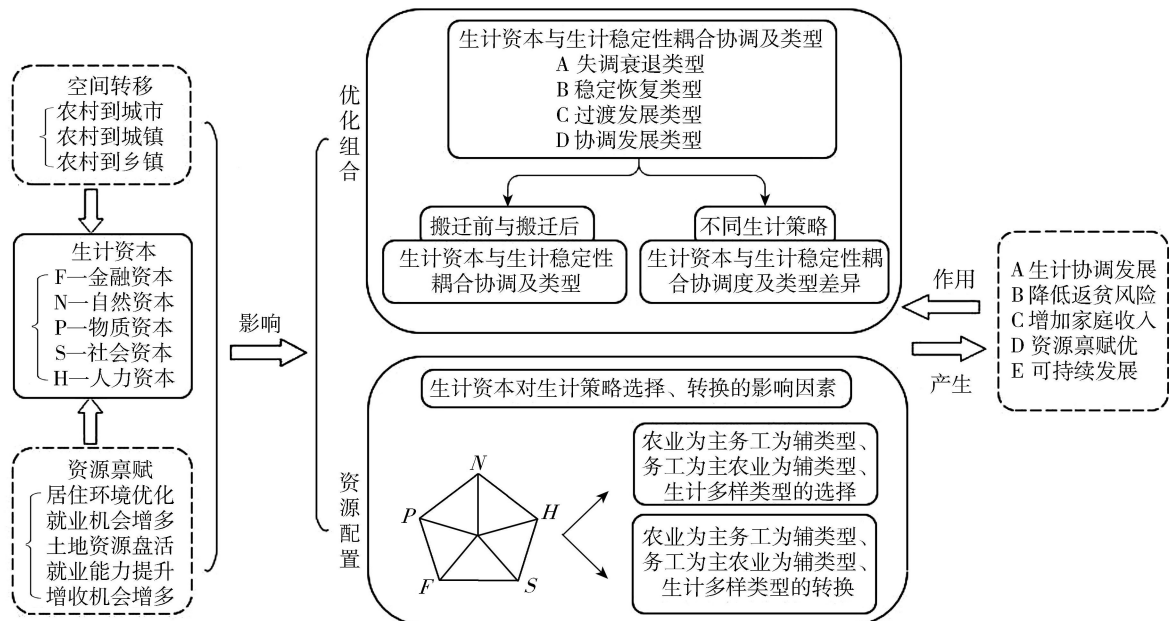 空间转移
农村到城市
农村到城镇
农村到乡镇
生计资本
F—金融资本
N—自然资本
P—物质资本
S—社会资本
H—人力资本
资源禀赋
居住环境优化
就业机会增多
土地资源盘活
就业能力提升
增收机会增多
影响
优化组合
生计资本与生计稳定性耦合协调及类型
A 失调衰退类型
B 稳定恢复类型
C 过渡发展类型
D 协调发展类型
搬迁前与搬迁后
生计资本与生计稳定性
耦合协调及类型
不同生计策略
生计资本与生计稳定性耦
合协调度及类型差异
资源配置
生计资本对生计策略选择、转换的影响因素
N
P
H
F
S
农业为主务工为辅类型、
务工为主农业为辅类型、
生计多样类型的选择
农业为主务工为辅类型、
务工为主农业为辅类型、
生计多样类型的转换
作用
产生
A 生计协调发展
B 降低返贫风险
C 增加家庭收入
D 资源禀赋优
E 可持续发展